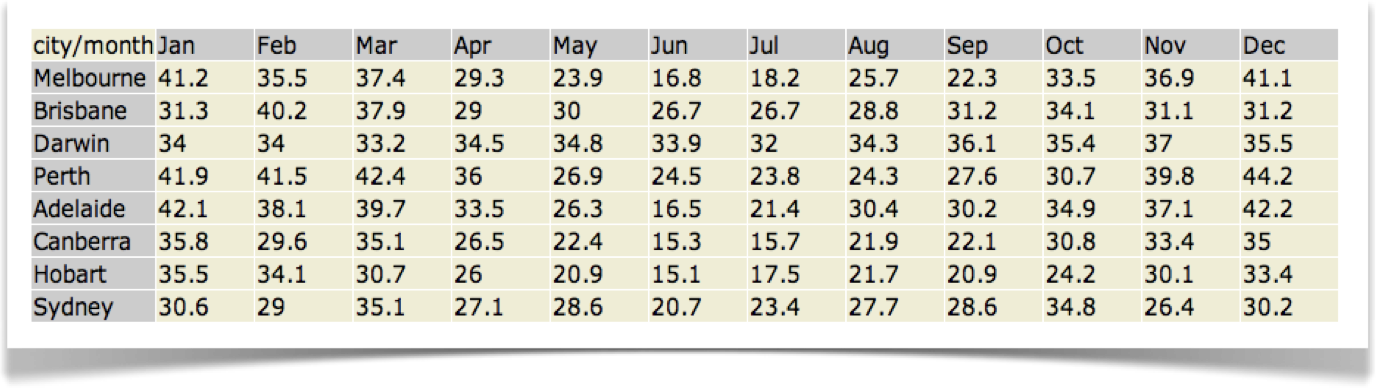 city/month Jan Feb Mar Apr May Jun Jul Aug Sep Oct Nov Dec
Melbourne 41.2 35.5 37.4 29.3 23.9 16.8 18.2 25.7 22.3 33.5 36.9 41.1
Brisbane 31.3 40.2 37.9 29 30 26.7 26.7 28.8 31.2 34.1 31.1 31.2
Darwin 34 34 33.2 34.5 34.8 33.9 32 34.3 36.1 35.4 37 35.5
Perth 41.9 41.5 42.4 36 26.9 24.5 23.8 24.3 27.6 30.7 39.8 44.2
Adelaide 42.1 38.1 39.7 33.5 26.3 16.5 21.4 30.4 30.2 34.9 37.1 42.2
Canberra 35.8 29.6 35.1 26.5 22.4 15.3 15.7 21.9 22.1 30.8 33.4 35
Hobart 35.5 34.1 30.7 26 20.9 15.1 17.5 21.7 20.9 24.2 30.1 33.4
Sydney 30.6 29 35.1 27.1 28.6 20.7 23.4 27.7 28.6 34.8 26.4 30.2